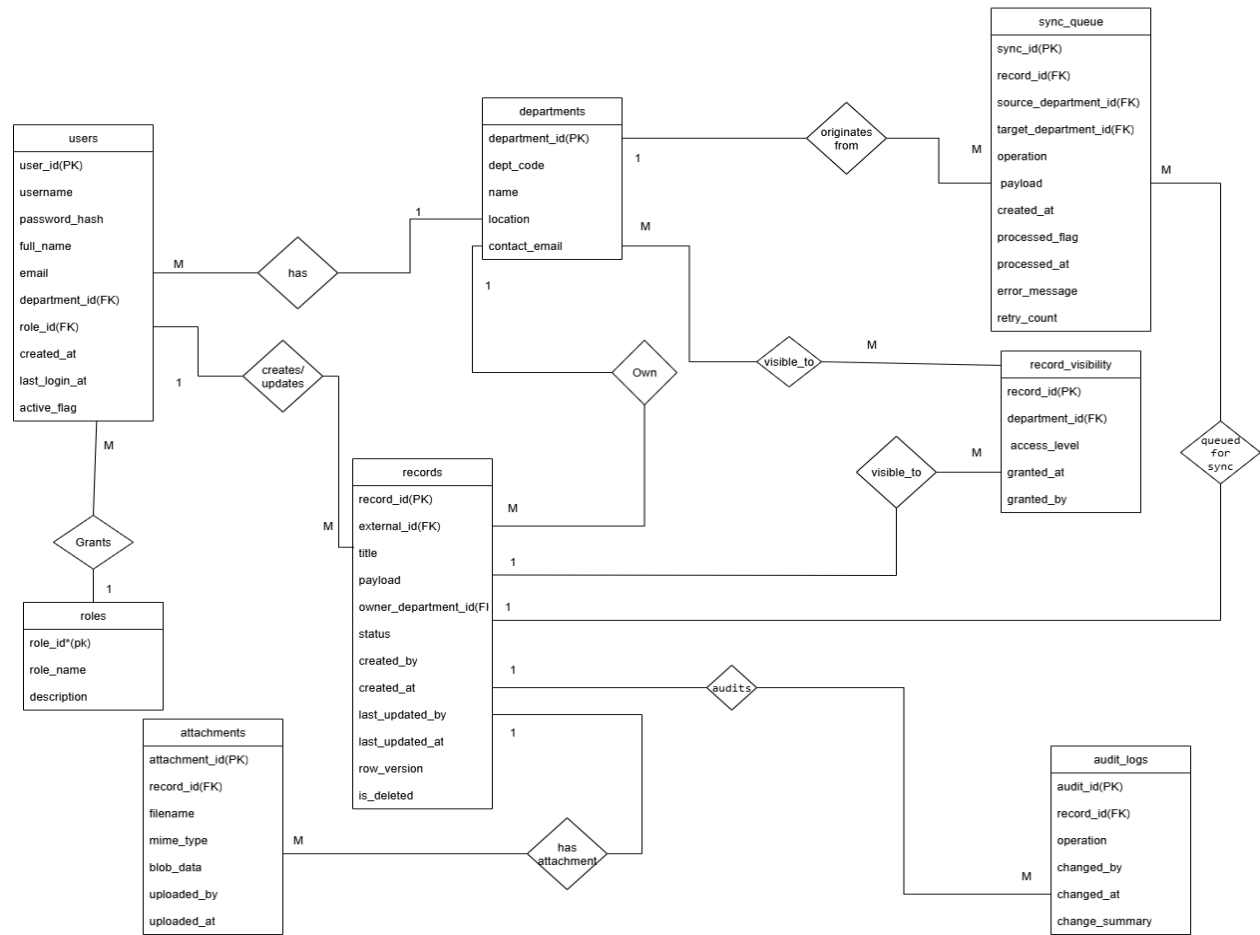 sync_queue
sync_id(PK)
record_id(FK)
source_department_id(FK)
target_department_id(FK)
operation
payload
created_at
processed_flag
processed_at
error_message
retry_count
departments
department_id(PK)
dept_code
name
location
contact_email
originates
from
1
M
M
users
user_id(PK)
username
password_hash
full_name
email
department_id(FK)
role_id(FK)
created_at
last_login_at
active_flag
M
has
1
1
M
creates/
updates
1
M
Own
M
visible_to
M
record_visibility
record_id(PK)
department_id(FK)
access_level
granted_at
granted_by
visible_to
M
1
queued
for
sync
1
M
Grants
1
roles
role_id*(pk)
role_name
description
records
record_id(PK)
external_id(FK)
title
payload
owner_department_id(FI
status
created_by
created_at
last_updated_by
last_updated_at
row_version
is_deleted
1
audits
M
1
attachments
attachment_id(PK)
record_id(FK)
filename
mime_type
blob_data
uploaded_by
uploaded_at
M
has
attachment
audit_logs
audit_id(PK)
record_id(FK)
operation
changed_by
changed_at
change_summary